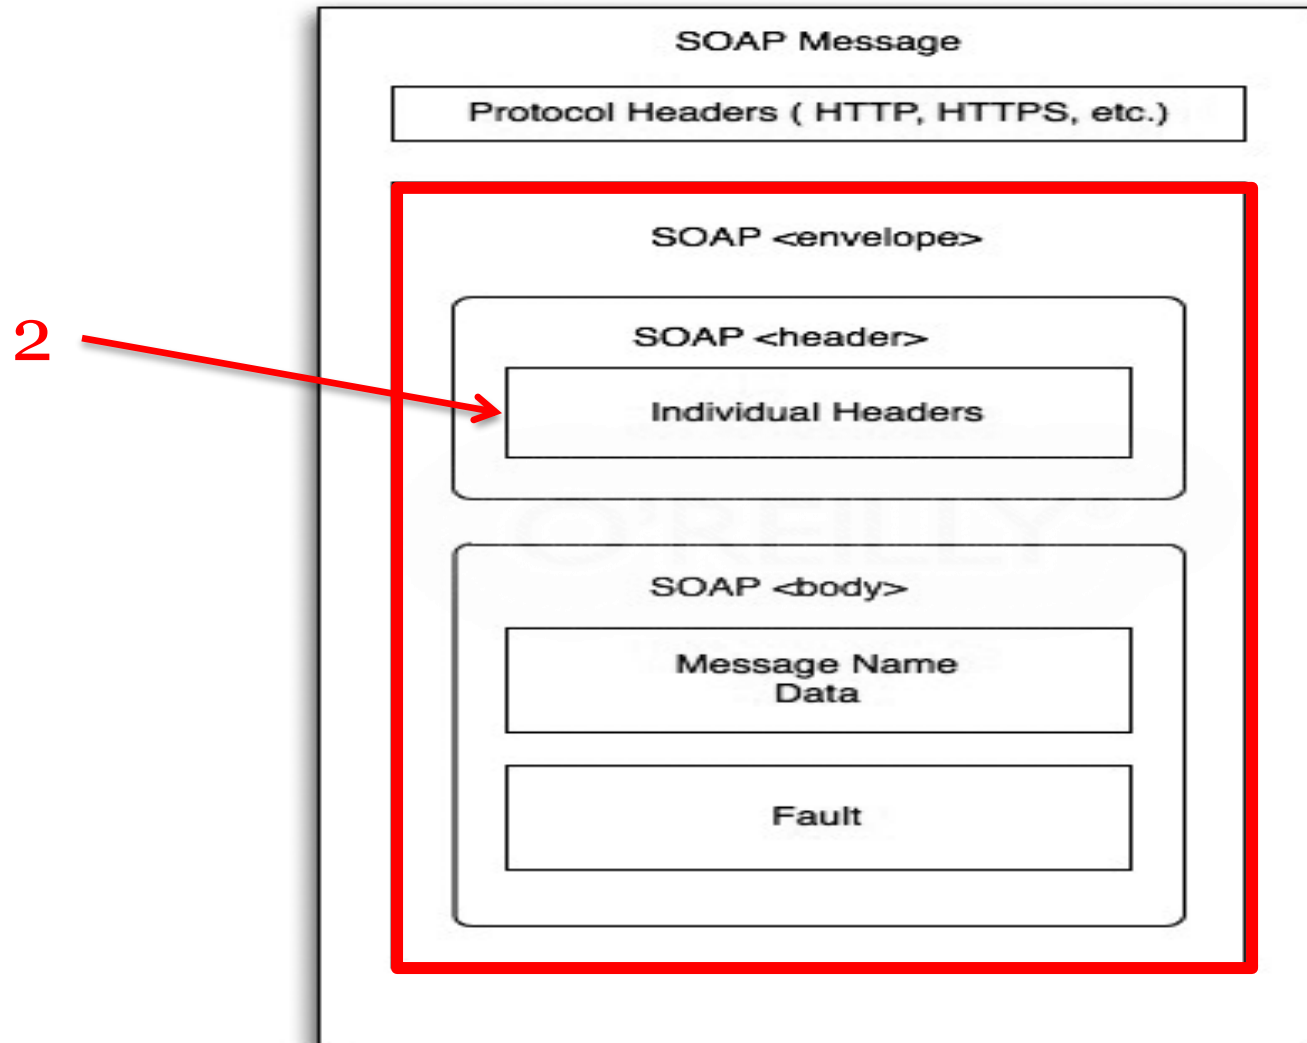 SOAP Message
Protocol Headers ( HTTP, HTTPS, etc.)
SOAP <envelope>
2
SOAP <header>
Individual Headers
O'REILLY®
SOAP <body>
Message Name
Data
Fault